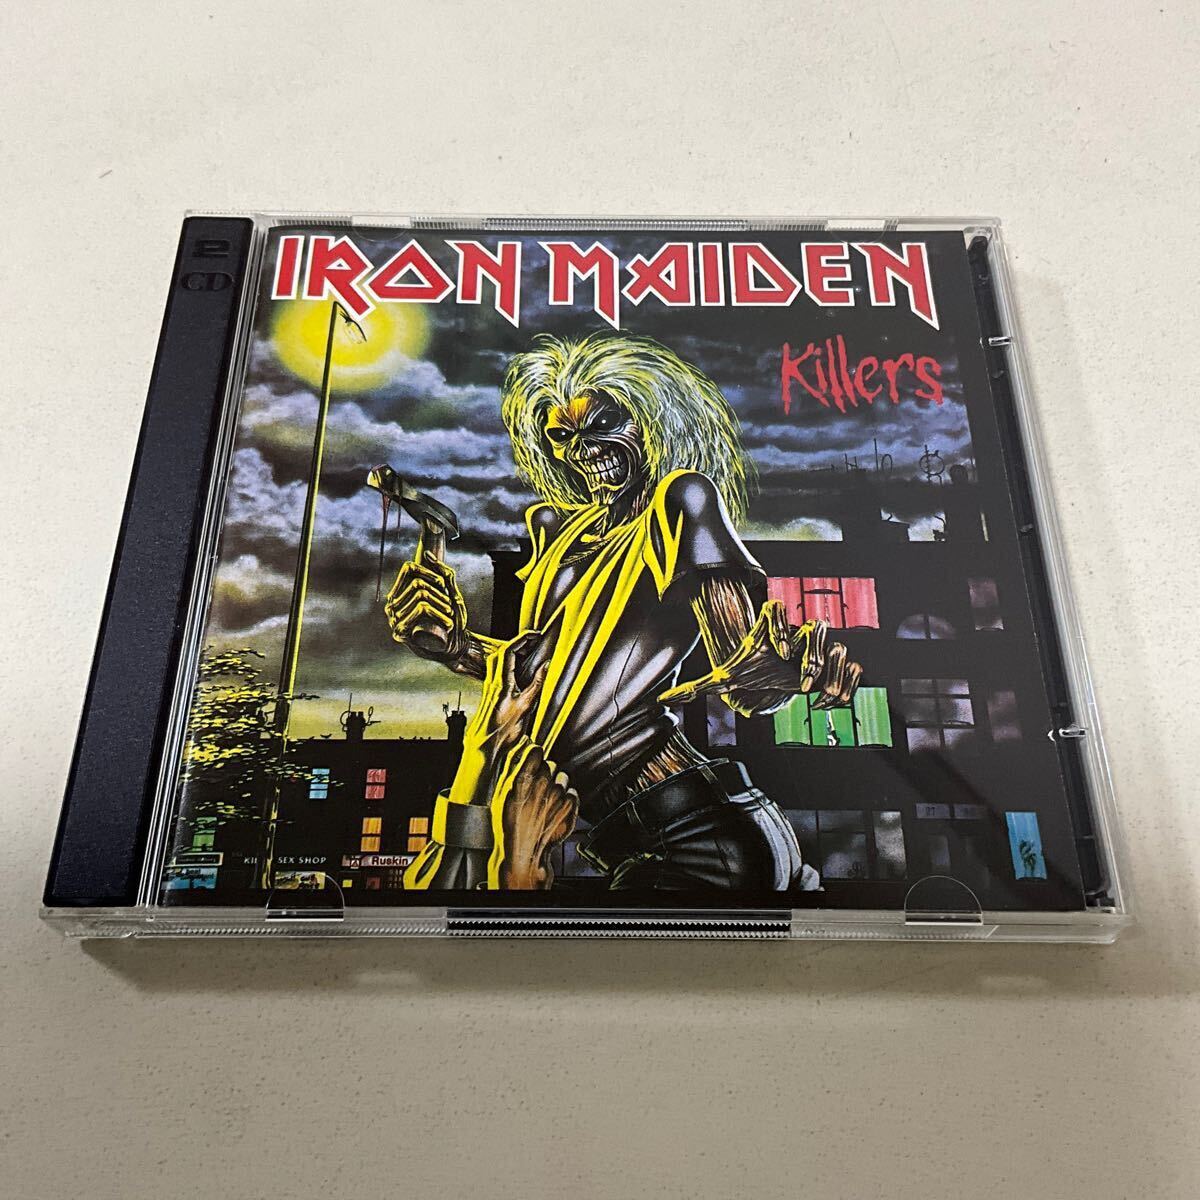 2
CD
IRON MAIDEN
Killers
SEX SHOP
Ruskin